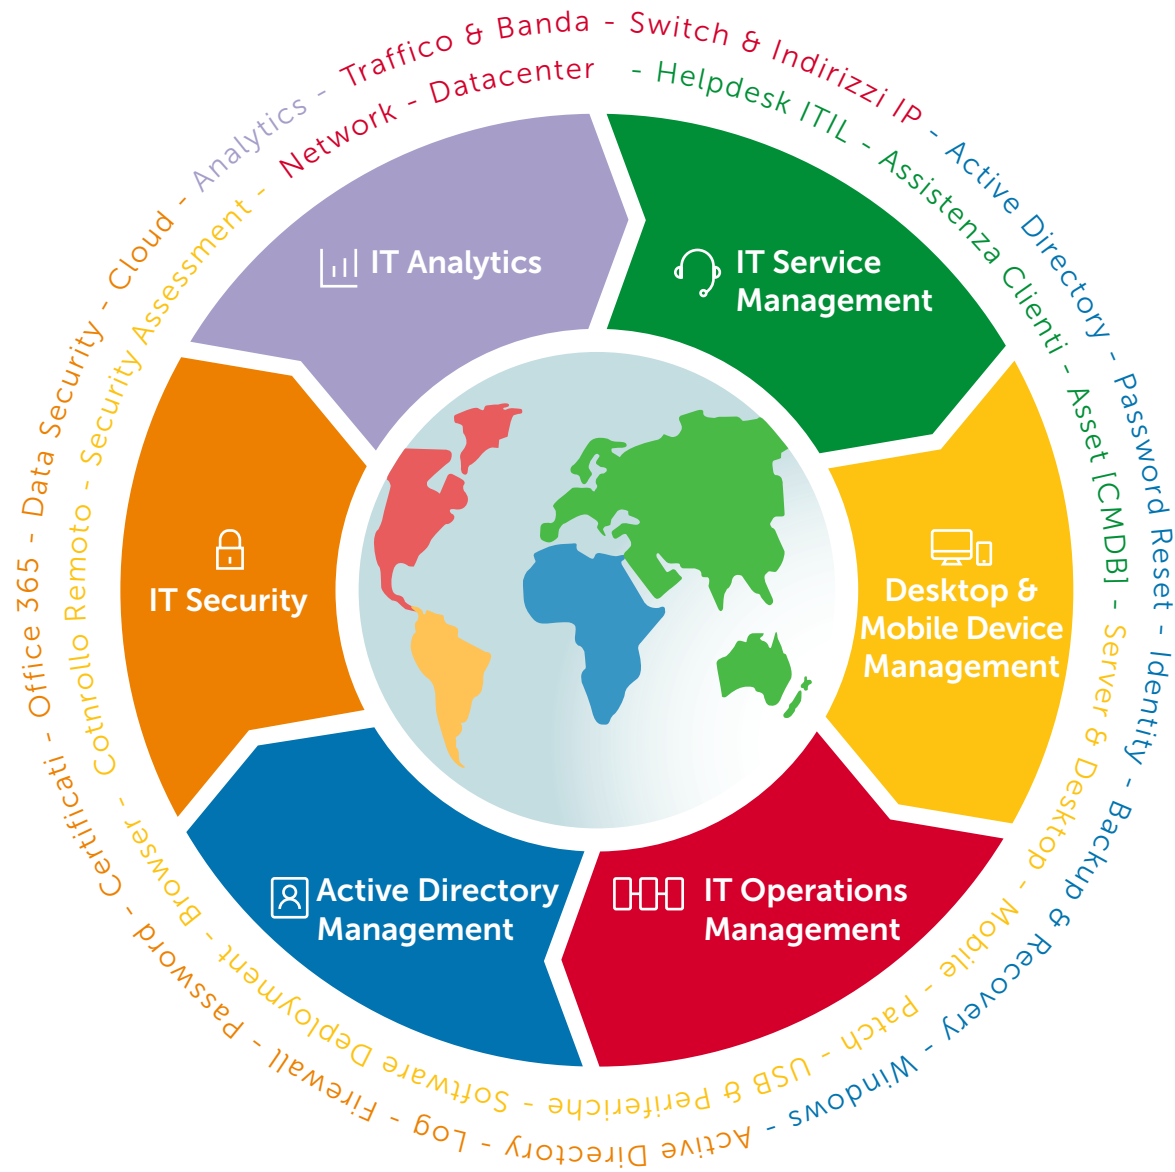 Traffico & Banda - Switch & Indirizzi IP - Active Directory - Password Reset - Identity - Backup & Recovery - Windows - Active Directory - Log - Firewall - Password - Certificati - Office 365 - Data Security - Cloud - Analytics -
- Helpdesk ITIL - Assistenza Clienti - Asset [CMDB] - Server & Desktop - Mobile - Patch - USB & Periferiche - Software Deployment - Browser - Cotnrollo Remoto - Security Assessment - Network - Datacenter
IT Analytics
IT Service
Management
IT Security
Desktop &
Mobile Device
Management
Active Directory
Management
IT Operations
Management